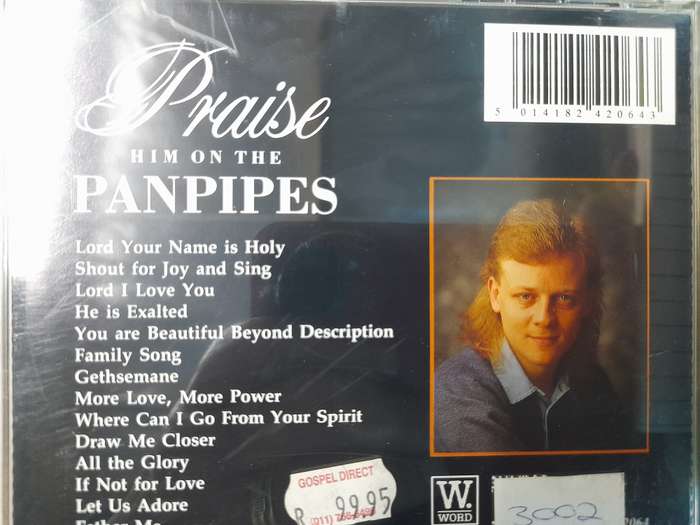 Praise
HIM ON THE
PANPIPES
5 014182 420643
Lord Your Name is Holy
Shout for Joy and Sing
Lord I Love You
He is Exalted
You are Beautiful Beyond Description
Family Song
Gethsemane
More Love, More Power
Where Can I Go From Your Spirit
Draw Me Closer
All the Glory
If Not for Love
Let Us Adore
Father Me
GOSPEL DIRECT
R 99.95
(011)
W.
WORD
3002